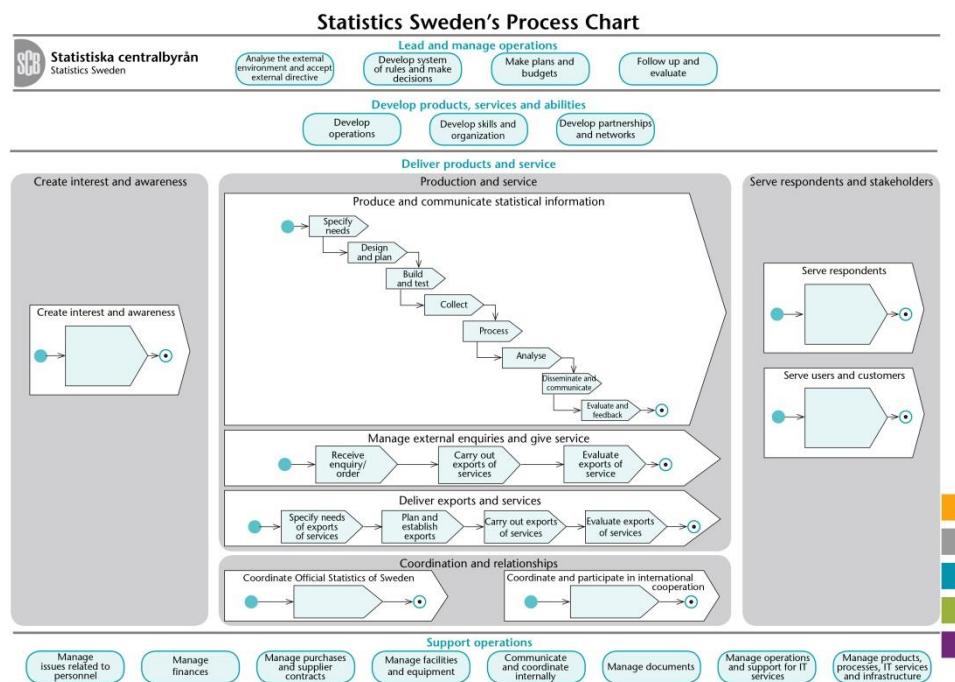 Statistics Sweden's Process Chart
SCB
Statistiska centralbyrån
Statistics Sweden
Lead and manage operations
Analyse the external
environment and accept
external directive
Develop system
of rules and make
decisions
Make plans and
budgets
Follow up and
evaluate
Develop products, services and abilities
Develop
operations
Develop skills and
organization
Develop partnerships
and networks
Deliver products and service
Create interest and awareness
Create interest and awareness
Production and service
Produce and communicate statistical information
Specify
needs
Design
and plan
Build
and test
Collect
Process
Analyse
Disseminate and
communicate
Evaluate and
feedback
Manage external enquiries and give service
Receive
enquiry/
order
Carry out
exports of
services
Evaluate
exports of
service
Deliver exports and services
Specify needs
of exports
of services
Plan and
establish
exports
Carry out exports
of services
Evaluate exports
of services
Coordination and relationships
Coordinate Official Statistics of Sweden
Coordinate and participate in international
cooperation
Serve respondents and stakeholders
Serve respondents
Serve users and customers
Support operations
Manage
issues related to
personnel
Manage
finances
Manage purchases
and supplier
contracts
Manage facilities
and equipment
Communicate
and coordinate
internally
Manage documents
Manage operations
and support for IT
services
Manage products,
processes, IT services
and infrastructure